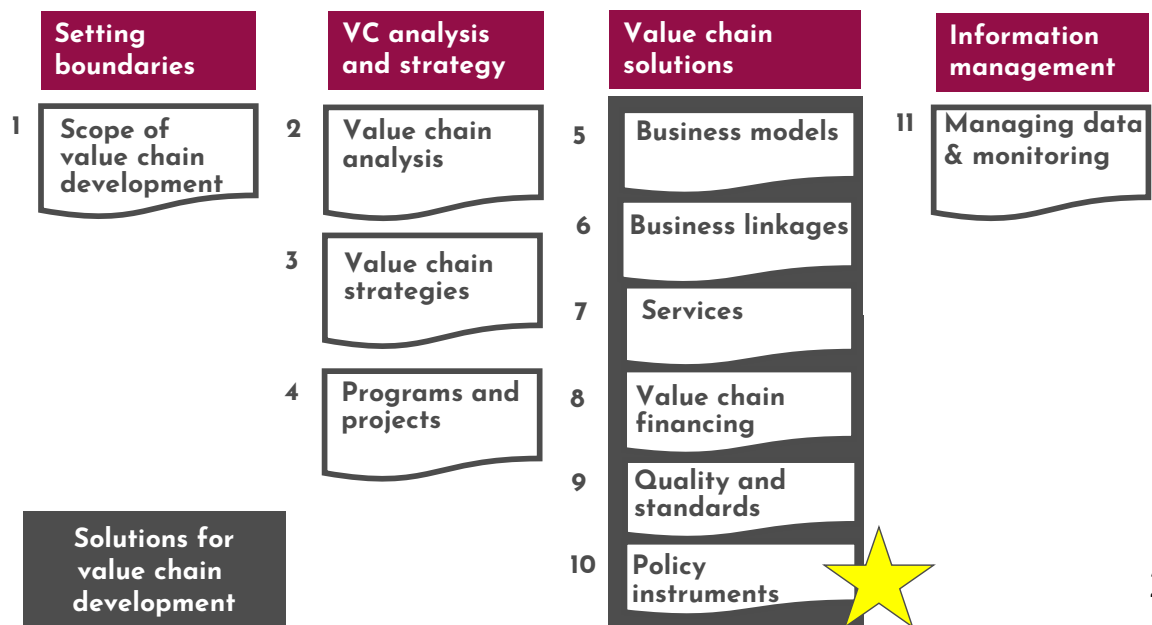 Setting
boundaries
1
Scope of
value chain
development
VC analysis
and strategy
2
Value chain
analysis
3
Value chain
strategies
4
Programs and
projects
Value chain
solutions
5
Business models
6
Business linkages
7
Services
8
Value chain
financing
9
Quality and
standards
10
Policy
instruments
Information
management
11
Managing data
& monitoring
Solutions for
value chain
development